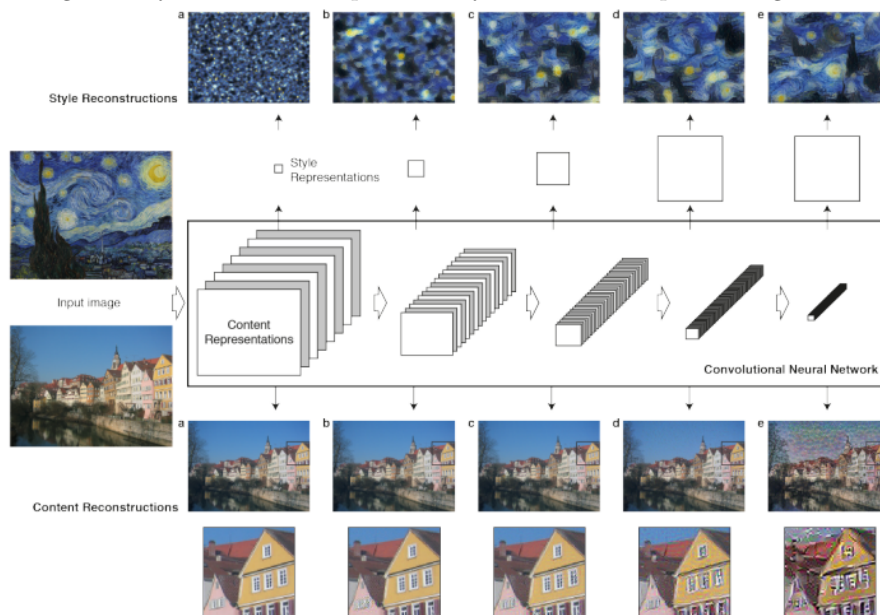 a b c d e
Style Reconstructions
Style
Representations
Input image
Content
Representations
Convolutional Neural Network
a b c d e
Content Reconstructions